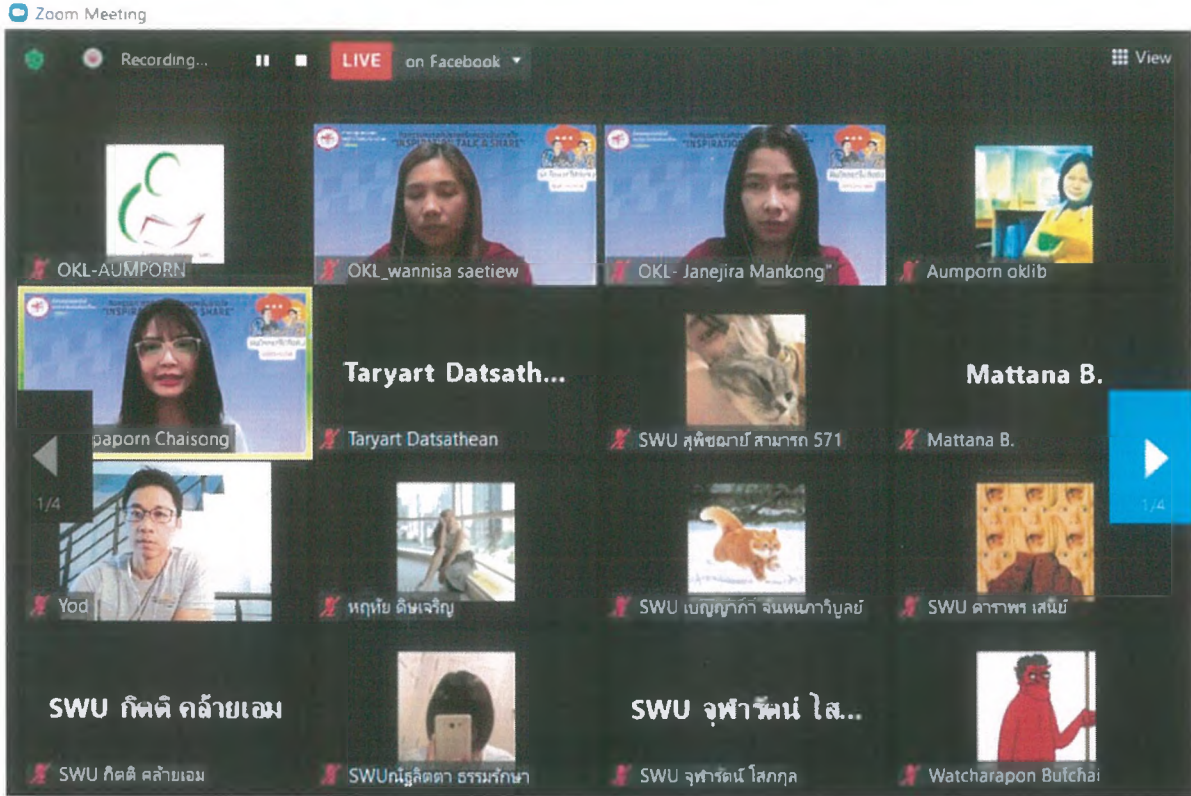 Zoom Meeting
Recording...
LIVE on Facebook
View
OKL-AUMPORN
"INSPIRATION TALK & SHARE"
OKL_wannisa saetiew
OKL- Janejira Mankong"
Aumporn oklib
paporn Chaisong
Taryart Datsath...
Taryart Datsathean
SWU สุพิชฌาย์ สามารถ 571
Mattana B.
Mattana B.
1/4
1/4
Yod
หฤทัย ดิษเจริญ
SWU เบญญาภา จันหนภาวิบูลย์
SWU ดาราพร เสนีย์
SWU กิตติ คล้ายเอม
SWU กิตติ คล้ายเอม
SWUณัฐลิตตา ธรรมรักษา
SWU จุฬารัตน์ โส...
SWU จุฬารัตน์ โสภกุล
Watcharapon Butchai